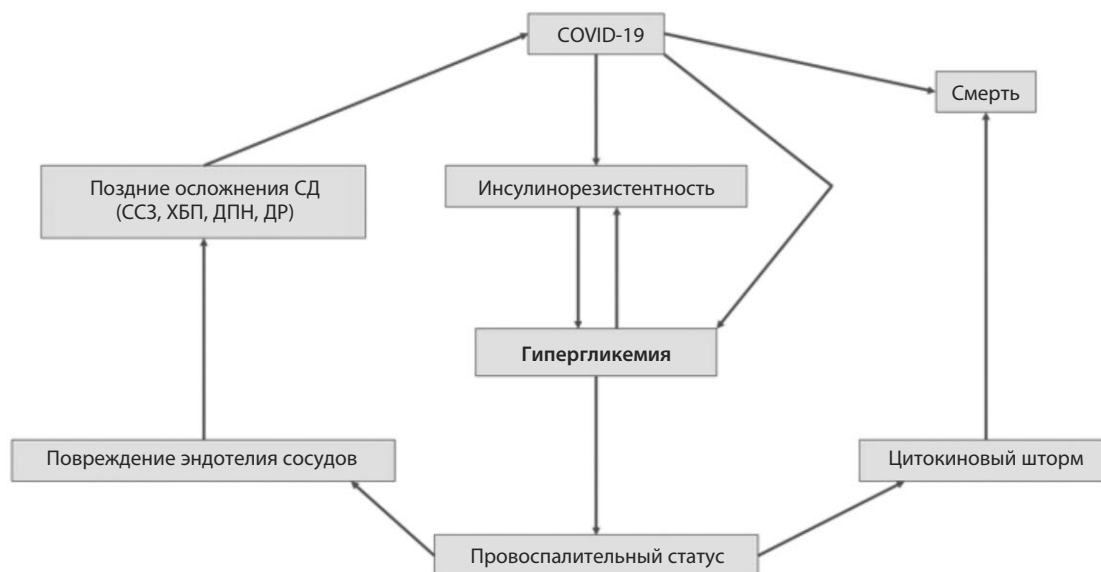 COVID-19
Смерть
Поздние осложнения СД
(ССЗ, ХБП, ДПН, ДР)
Инсулинорезистентность
Гипергликемия
Повреждение эндотелия сосудов
Цитокиновый шторм
Провоспалительный статус